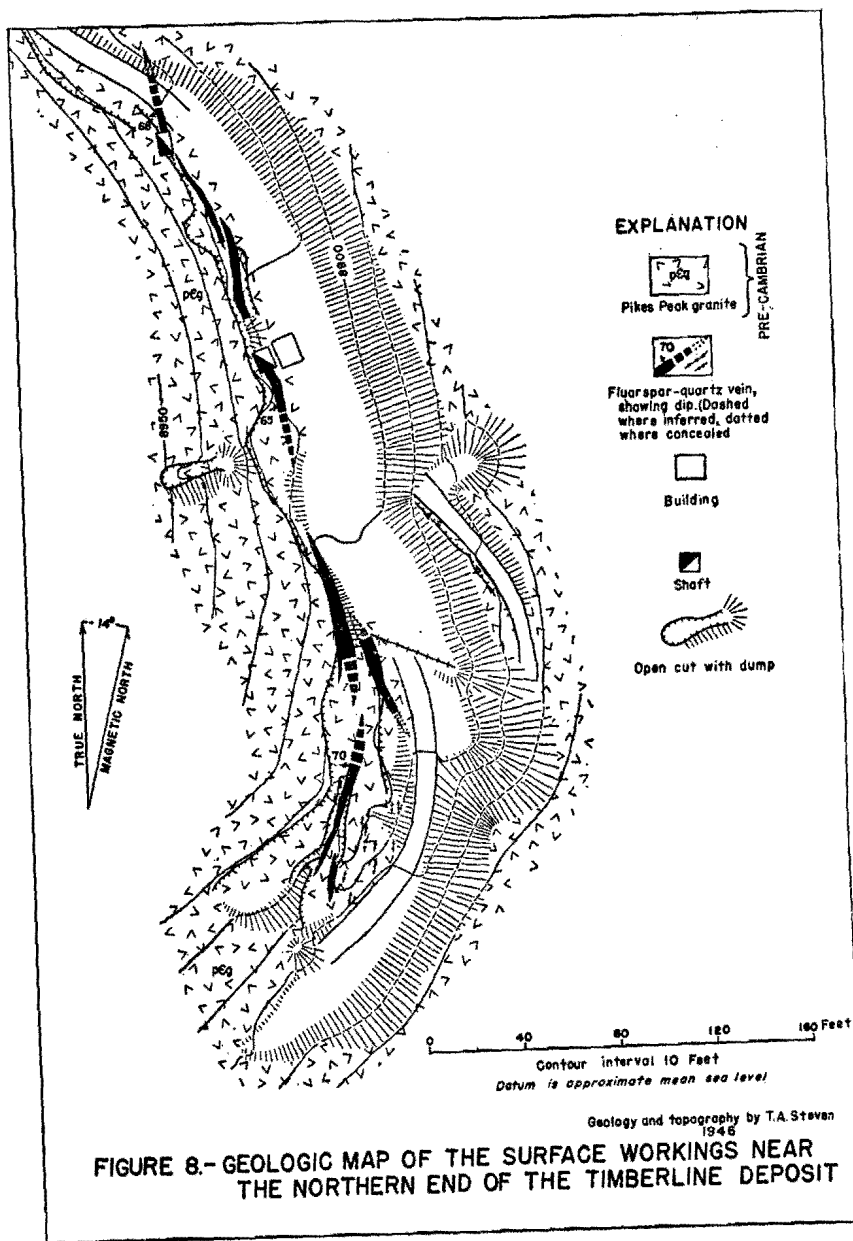 68
8900
EXPLANATION
pЄg
Pikes Peak granite
PRE-CAMBRIAN
pЄg
70
Fluarspar-quartz vein,
showing dip.(Dashed
where inferred, dotted
where concealed
65
8950
Building
Shaft
14°
TRUE NORTH
MAGNETIC NORTH
Open cut with dump
70
pЄg
0 40 80 120 160 Feet
Contour interval 10 Feet
Datum is approximate mean sea level
Geology and topography by T.A. Steven
1946
FIGURE 8.- GEOLOGIC MAP OF THE SURFACE WORKINGS NEAR
THE NORTHERN END OF THE TIMBERLINE DEPOSIT